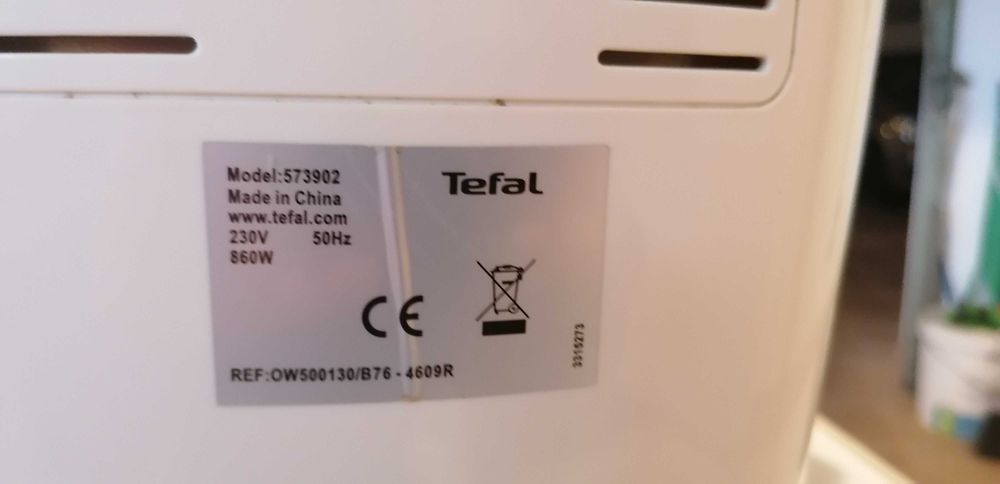 Model:573902
Made in China
www.tefal.com
230V 50Hz
860W
Tefal
CE
REF:OW500130/B76-4609R
3315273